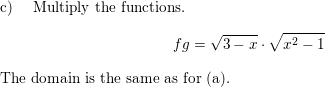 c) Multiply the functions.
fg = √(3 − x) · √(x² − 1)
The domain is the same as for (a).